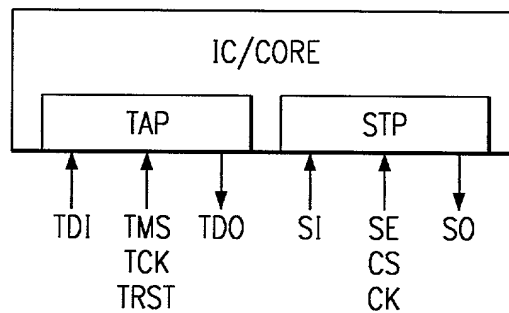 IC/CORE
TAP STP
TDI TMS TDO SI SE SO
TCK CS
TRST CK